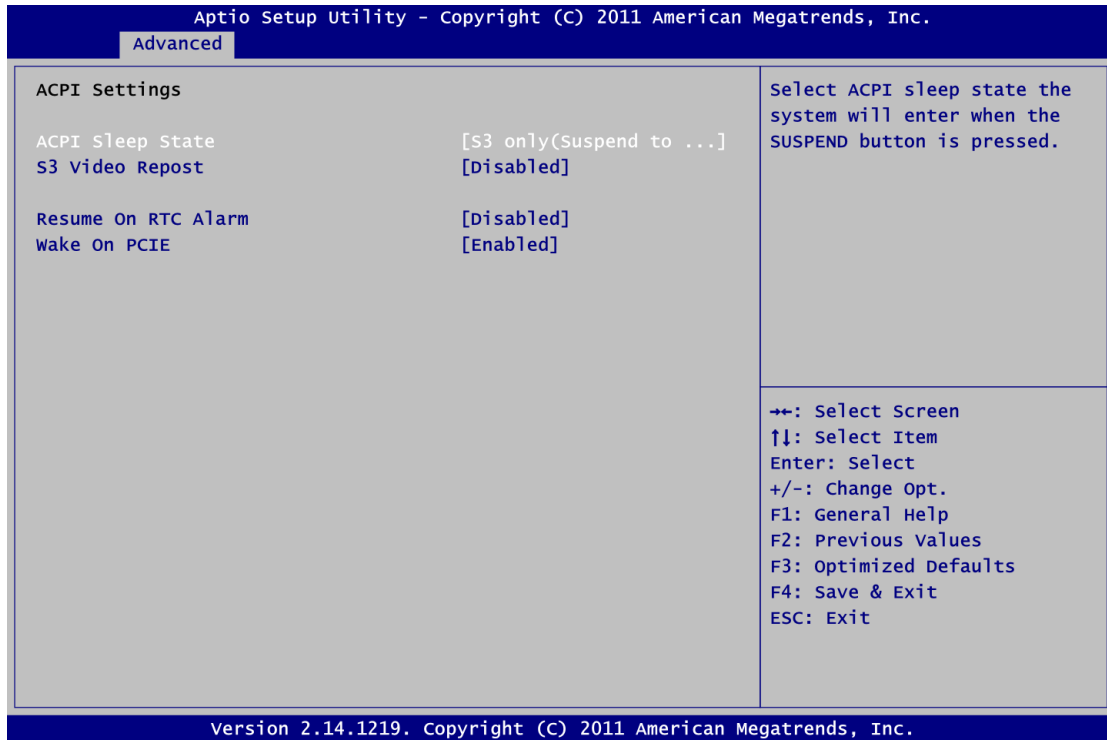 Aptio Setup Utility - Copyright (C) 2011 American Megatrends, Inc.
Advanced
ACPI Settings
ACPI Sleep State [S3 only(Suspend to ...]
S3 Video Repost [Disabled]
Resume On RTC Alarm [Disabled]
Wake On PCIE [Enabled]
Select ACPI sleep state the
system will enter when the
SUSPEND button is pressed.
→←: Select Screen
↑↓: Select Item
Enter: Select
+/-: Change Opt.
F1: General Help
F2: Previous Values
F3: Optimized Defaults
F4: Save & Exit
ESC: Exit
Version 2.14.1219. Copyright (C) 2011 American Megatrends, Inc.